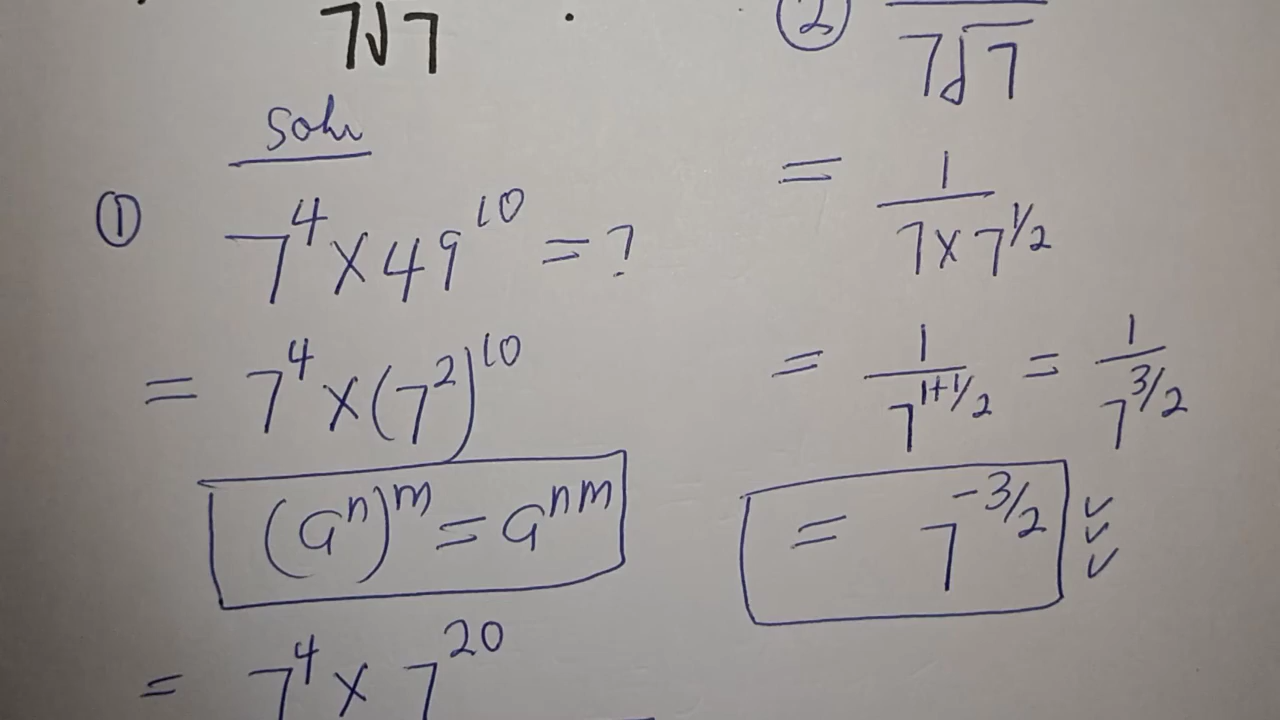 7√7
Soln
① 7⁴ × 49¹⁰ = ?
= 7⁴ × (7²)¹⁰
(aⁿ)ᵐ = aⁿᵐ
= 7⁴ × 7²⁰
② 7√7
= 1/(7 × 7^1/2)
= 1/7^(1+1/2) = 1/7^(3/2)
= 7^(-3/2) ✓✓✓